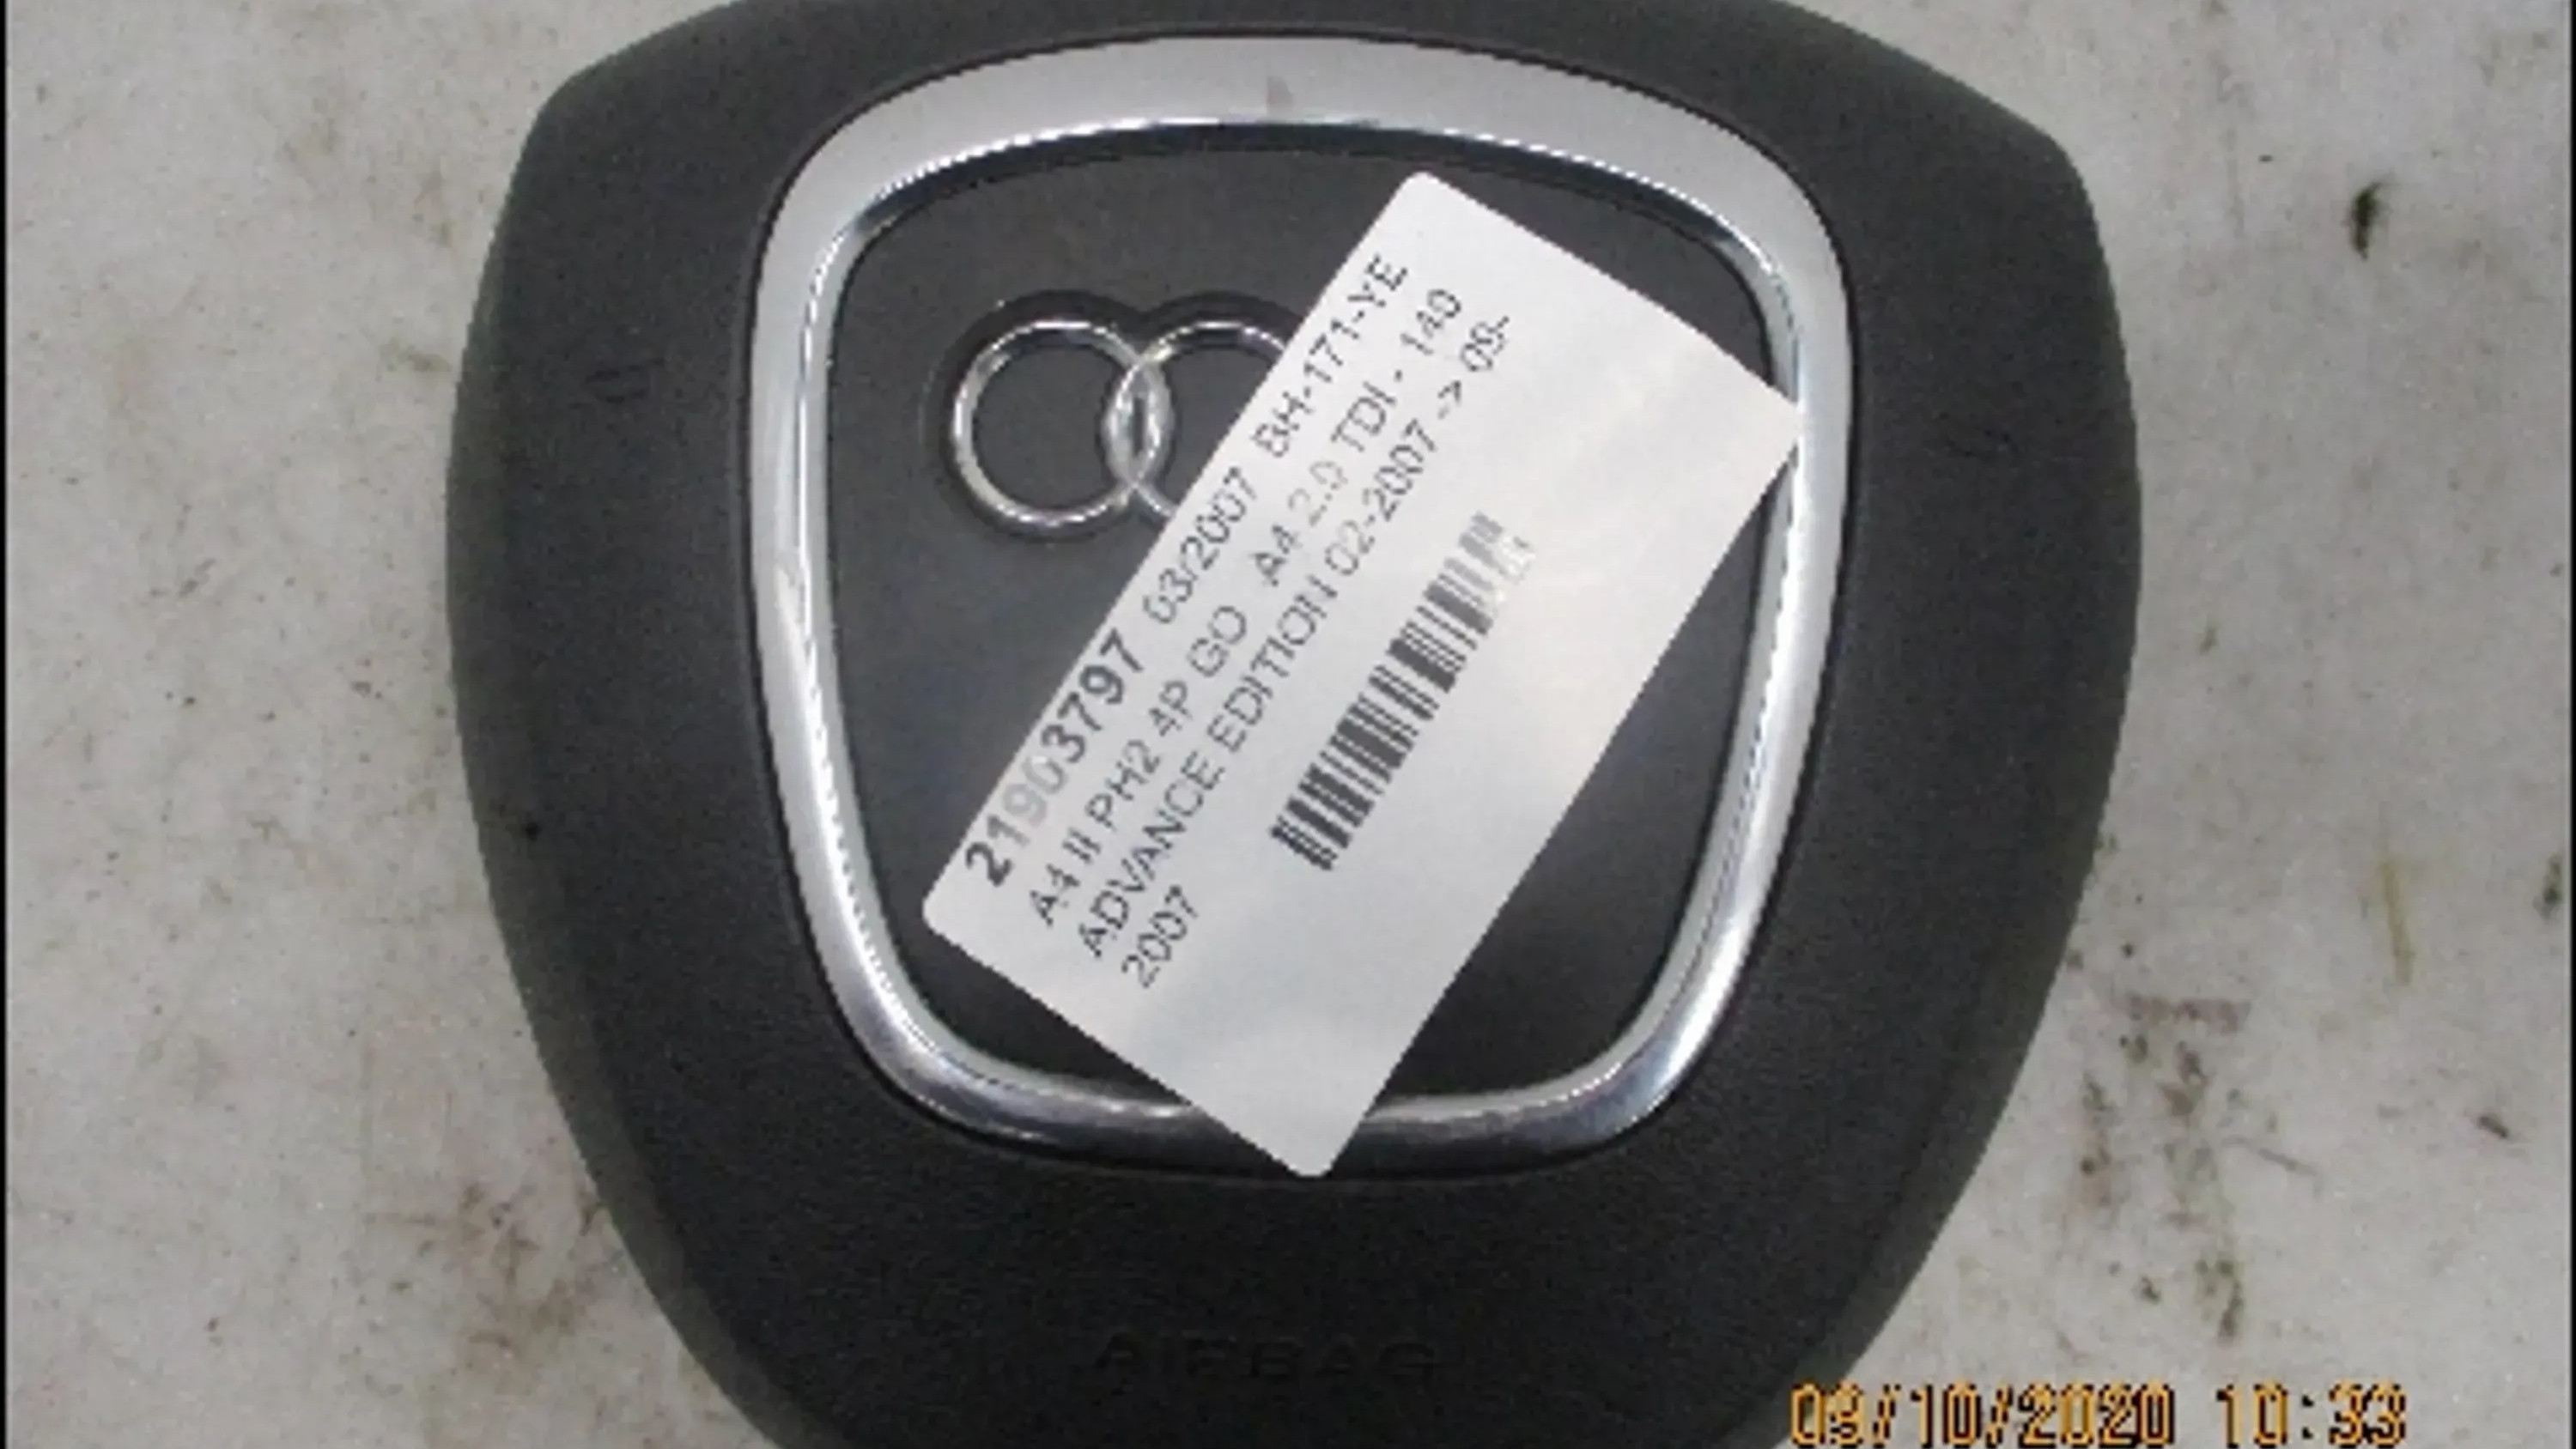 21903797 03/2007 BH-171-YE
A4 II PH2 4P GO A4 2.0 TDI - 140
ADVANCE EDITION 02-2007 -> 09-
2007
AIRBAG
09/10/2020 10:33